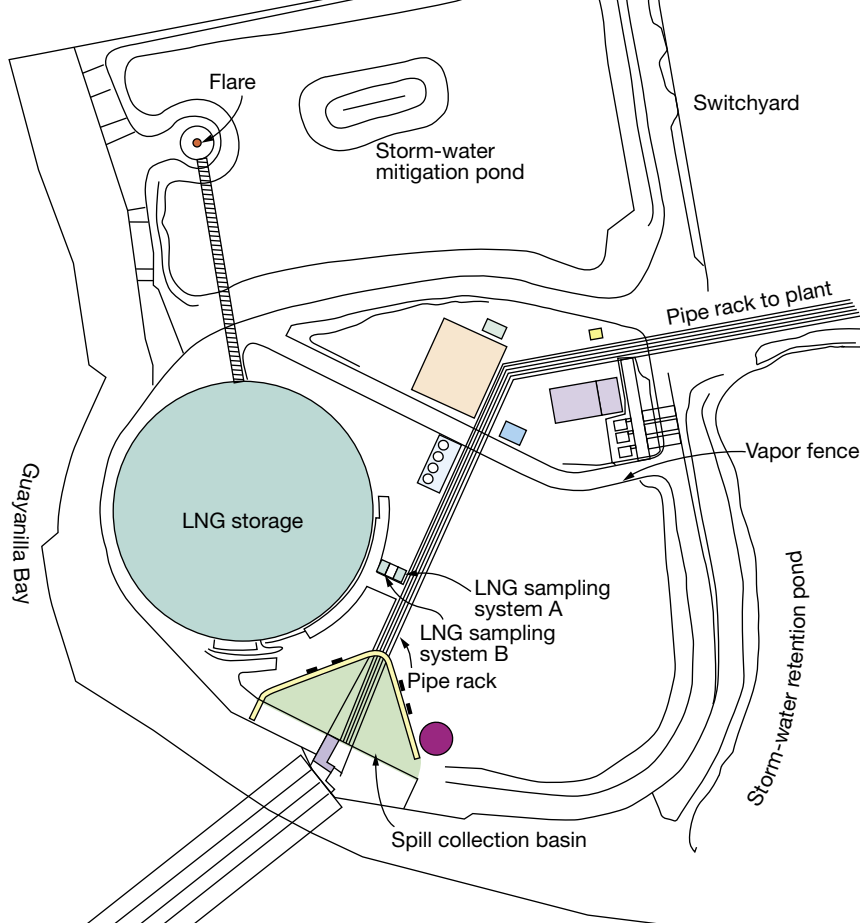 Flare
Switchyard
Storm-water
mitigation pond
Pipe rack to plant
Vapor fence
Guayanilla Bay
LNG storage
LNG sampling
system A
LNG sampling
system B
Pipe rack
Storm-water retention pond
Spill collection basin